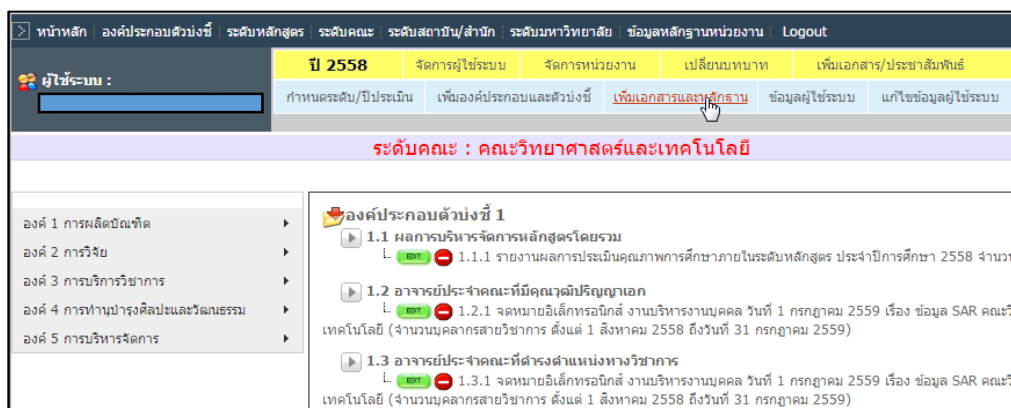 หน้าหลัก | องค์ประกอบตัวบ่งชี้ | ระดับหลักสูตร | ระดับคณะ | ระดับสถาบัน/สำนัก | ระดับมหาวิทยาลัย | ข้อมูลหลักฐานหน่วยงาน | Logout
ผู้ใช้ระบบ :
ปี 2558 จัดการผู้ใช้ระบบ จัดการหน่วยงาน เปลี่ยนบทบาท เพิ่มเอกสาร/ประชาสัมพันธ์
กำหนดระดับ/ปีประเมิน เพิ่มองค์ประกอบและตัวบ่งชี้ เพิ่มเอกสารและหลักฐาน ข้อมูลผู้ใช้ระบบ แก้ไขข้อมูลผู้ใช้ระบบ
ระดับคณะ : คณะวิทยาศาสตร์และเทคโนโลยี
องค์ 1 การผลิตบัณฑิต
องค์ 2 การวิจัย
องค์ 3 การบริการวิชาการ
องค์ 4 การทำนุบำรุงศิลปะและวัฒนธรรม
องค์ 5 การบริหารจัดการ
องค์ประกอบตัวบ่งชี้ 1
1.1 ผลการบริหารจัดการหลักสูตรโดยรวม
EDIT 1.1.1 รายงานผลการประเมินคุณภาพการศึกษาภายในระดับหลักสูตร ประจำปีการศึกษา 2558 จำนว
1.2 อาจารย์ประจำคณะที่มีคุณวุฒิปริญญาเอก
EDIT 1.2.1 จดหมายอิเล็กทรอนิกส์ งานบริหารงานบุคคล วันที่ 1 กรกฎาคม 2559 เรื่อง ข้อมูล SAR คณะวิ
เทคโนโลยี (จำนวนบุคลากรสายวิชาการ ตั้งแต่ 1 สิงหาคม 2558 ถึงวันที่ 31 กรกฎาคม 2559)
1.3 อาจารย์ประจำคณะที่ดำรงตำแหน่งทางวิชาการ
EDIT 1.3.1 จดหมายอิเล็กทรอนิกส์ งานบริหารงานบุคคล วันที่ 1 กรกฎาคม 2559 เรื่อง ข้อมูล SAR คณะวิ
เทคโนโลยี (จำนวนบุคลากรสายวิชาการ ตั้งแต่ 1 สิงหาคม 2558 ถึงวันที่ 31 กรกฎาคม 2559)